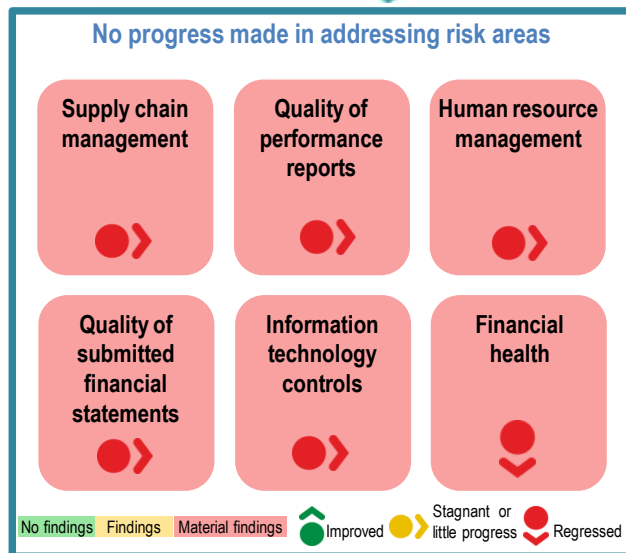 No progress made in addressing risk areas
Supply chain
management
Quality of
performance
reports
Human resource
management
Quality of
submitted
financial
statements
Information
technology
controls
Financial
health
No findings
Findings
Material findings
Improved
Stagnant or
little progress
Regressed